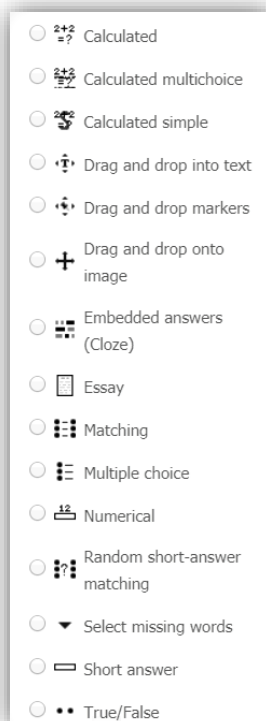 Calculated
Calculated multichoice
Calculated simple
Drag and drop into text
Drag and drop markers
Drag and drop onto
image
Embedded answers
(Cloze)
Essay
Matching
Multiple choice
Numerical
Random short-answer
matching
Select missing words
Short answer
True/False